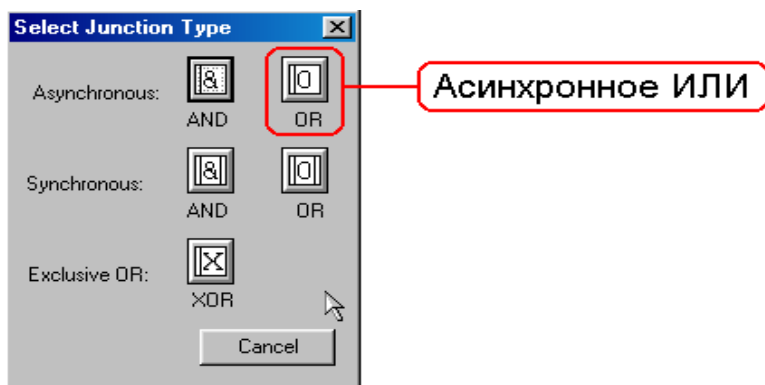 Select Junction Type
Asynchronous:
&
O
AND
OR
Асинхронное ИЛИ
Synchronous:
&
O
AND
OR
Exclusive OR:
X
XOR
Cancel